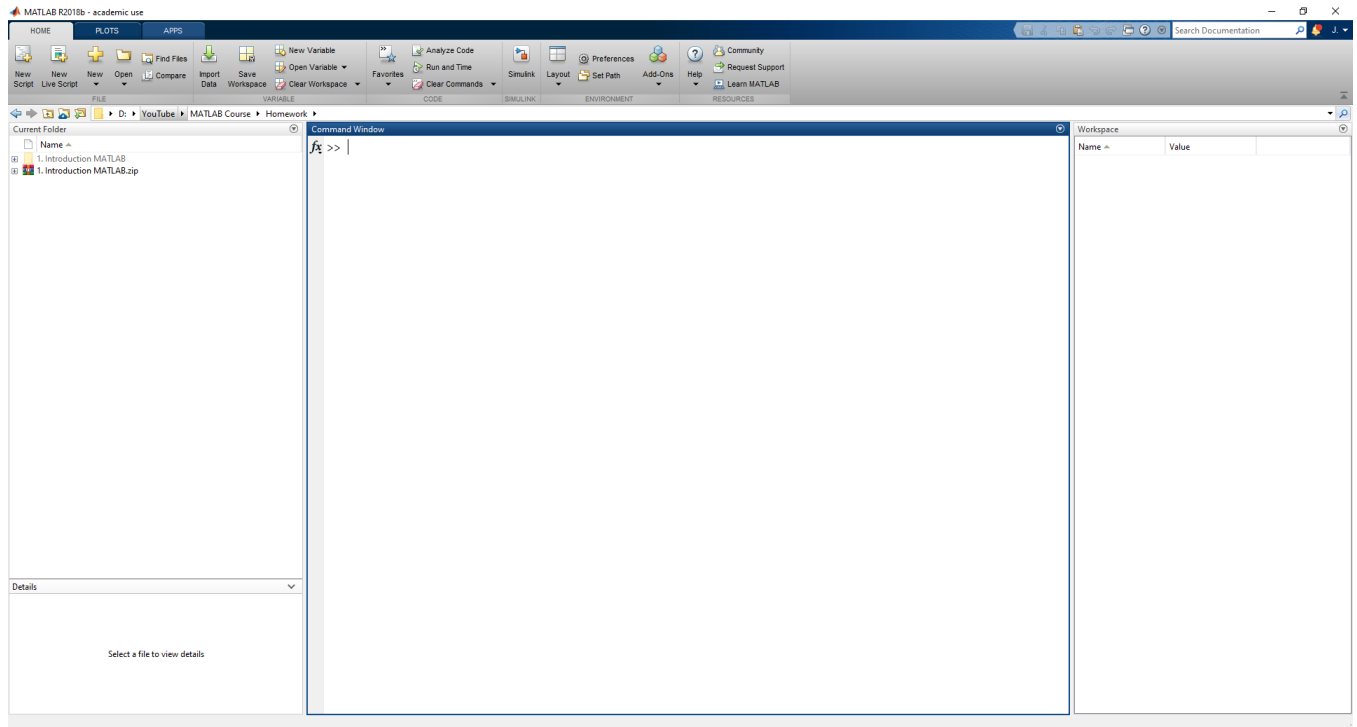 MATLAB R2018b - academic use
HOME PLOTS APPS
Search Documentation
J.
New Script
New Live Script
New
Open
Find Files
Compare
Import Data
Save Workspace
New Variable
Open Variable
Clear Workspace
Favorites
Analyze Code
Run and Time
Clear Commands
Simulink
Layout
Preferences
Set Path
Add-Ons
Help
Community
Request Support
Learn MATLAB
FILE VARIABLE CODE SIMULINK ENVIRONMENT RESOURCES
D: YouTube MATLAB Course Homework
Current Folder
Name
1. Introduction MATLAB
1. Introduction MATLAB.zip
Details
Select a file to view details
Command Window
fx >>
Workspace
Name Value